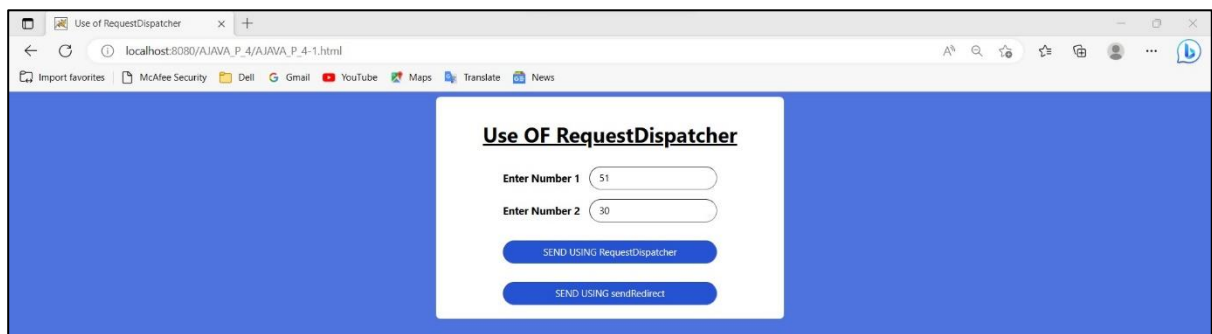 Use of RequestDispatcher
localhost:8080/AJAVA_P_4/AJAVA_P_4-1.html
Import favorites McAfee Security Dell Gmail YouTube Maps Translate News
Use OF RequestDispatcher
Enter Number 1 51
Enter Number 2 30
SEND USING RequestDispatcher
SEND USING sendRedirect